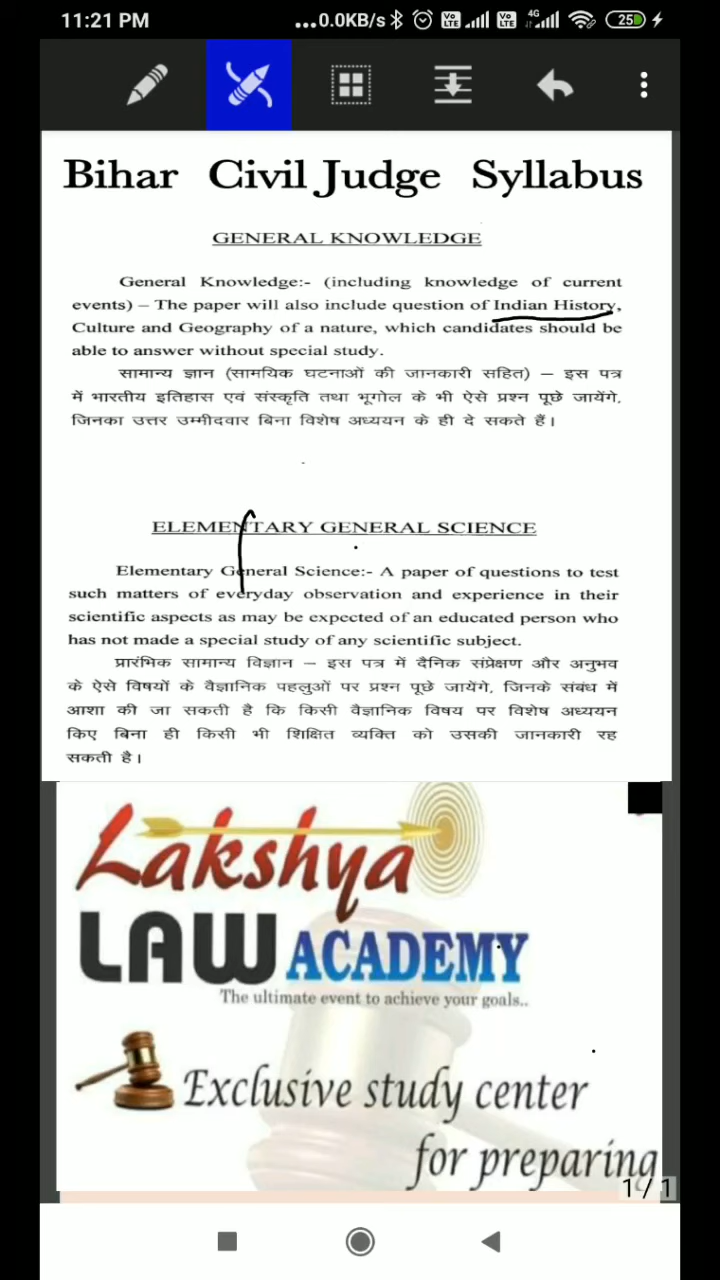 11:21 PM ...0.0KB/s Vo LTE Vo LTE 4G 25
Bihar Civil Judge Syllabus
GENERAL KNOWLEDGE
General Knowledge:- (including knowledge of current
events) – The paper will also include question of Indian History,
Culture and Geography of a nature, which candidates should be
able to answer without special study.
सामान्य ज्ञान (सामयिक घटनाओं की जानकारी सहित) – इस पत्र
में भारतीय इतिहास एवं संस्कृति तथा भूगोल के भी ऐसे प्रश्न पूछे जायेंगे,
जिनका उत्तर उम्मीदवार बिना विशेष अध्ययन के ही दे सकते हैं।
ELEMENTARY GENERAL SCIENCE
Elementary General Science:- A paper of questions to test
such matters of everyday observation and experience in their
scientific aspects as may be expected of an educated person who
has not made a special study of any scientific subject.
प्रारंभिक सामान्य विज्ञान – इस पत्र में दैनिक संप्रेक्षण और अनुभव
के ऐसे विषयों के वैज्ञानिक पहलुओं पर प्रश्न पूछे जायेंगे, जिनके संबंध में
आशा की जा सकती है कि किसी वैज्ञानिक विषय पर विशेष अध्ययन
किए बिना ही किसी भी शिक्षित व्यक्ति को उसकी जानकारी रह
सकती है।
Lakshya
LAW ACADEMY
The ultimate event to achieve your goals..
Exclusive study center
for preparing
1 / 1